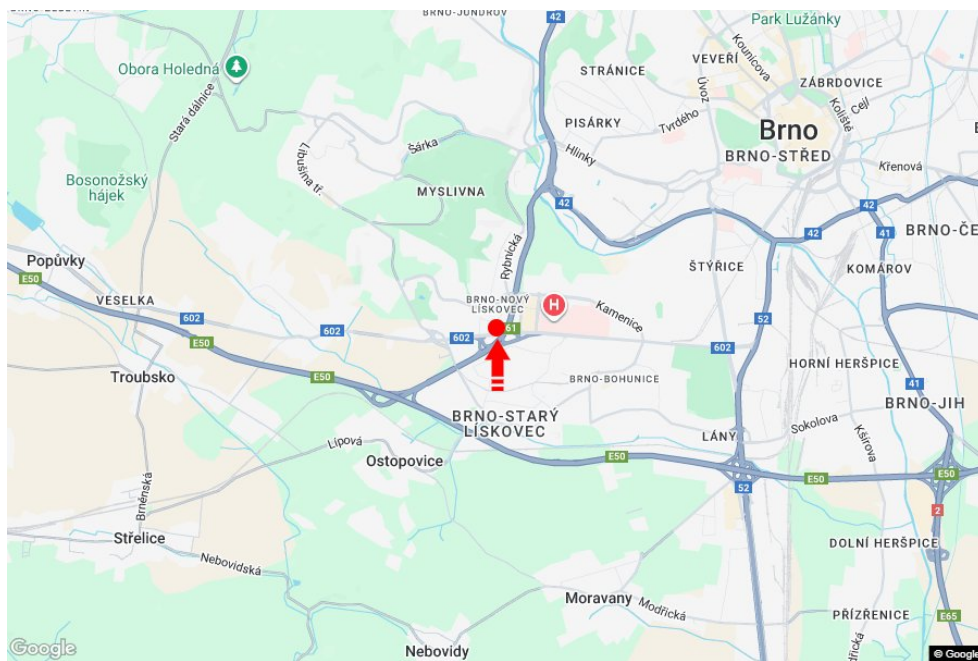 BRNO-JUNDROV
Park Lužánky
Obora Holedná
VEVEŘÍ
Kounicova
STRÁNICE
ZÁBRDOVICE
Úvoz
Cejl
Koliště
Stará dálnice
PISÁRKY
Tvrdého
Brno
BRNO-STŘED
Libušina tř.
Šárka
Hlinky
Křenová
Bosonožský
hájek
MYSLIVNA
42
42
42
42
41
BRNO-ČE
Popůvky
Rybnická
ŠTÝŘICE
KOMÁROV
E50
VESELKA
602
BRNO-NOVÝ
LÍSKOVEC
H
Kamenice
52
602
E50
602
E61
602
HORNÍ HERŠPICE
Troubsko
E50
BRNO-BOHUNICE
41
BRNO-JIH
BRNO-STARÝ
LÍSKOVEC
Sokolova
Kšírova
Lípová
LÁNY
Ostopovice
E50
E50
E50
Brněnská
52
2
Střelice
DOLNÍ HERŠPICE
Nebovidská
Moravany
Modřická
PŘÍZŘENICE
E65
Nebovidy
Google
© Google